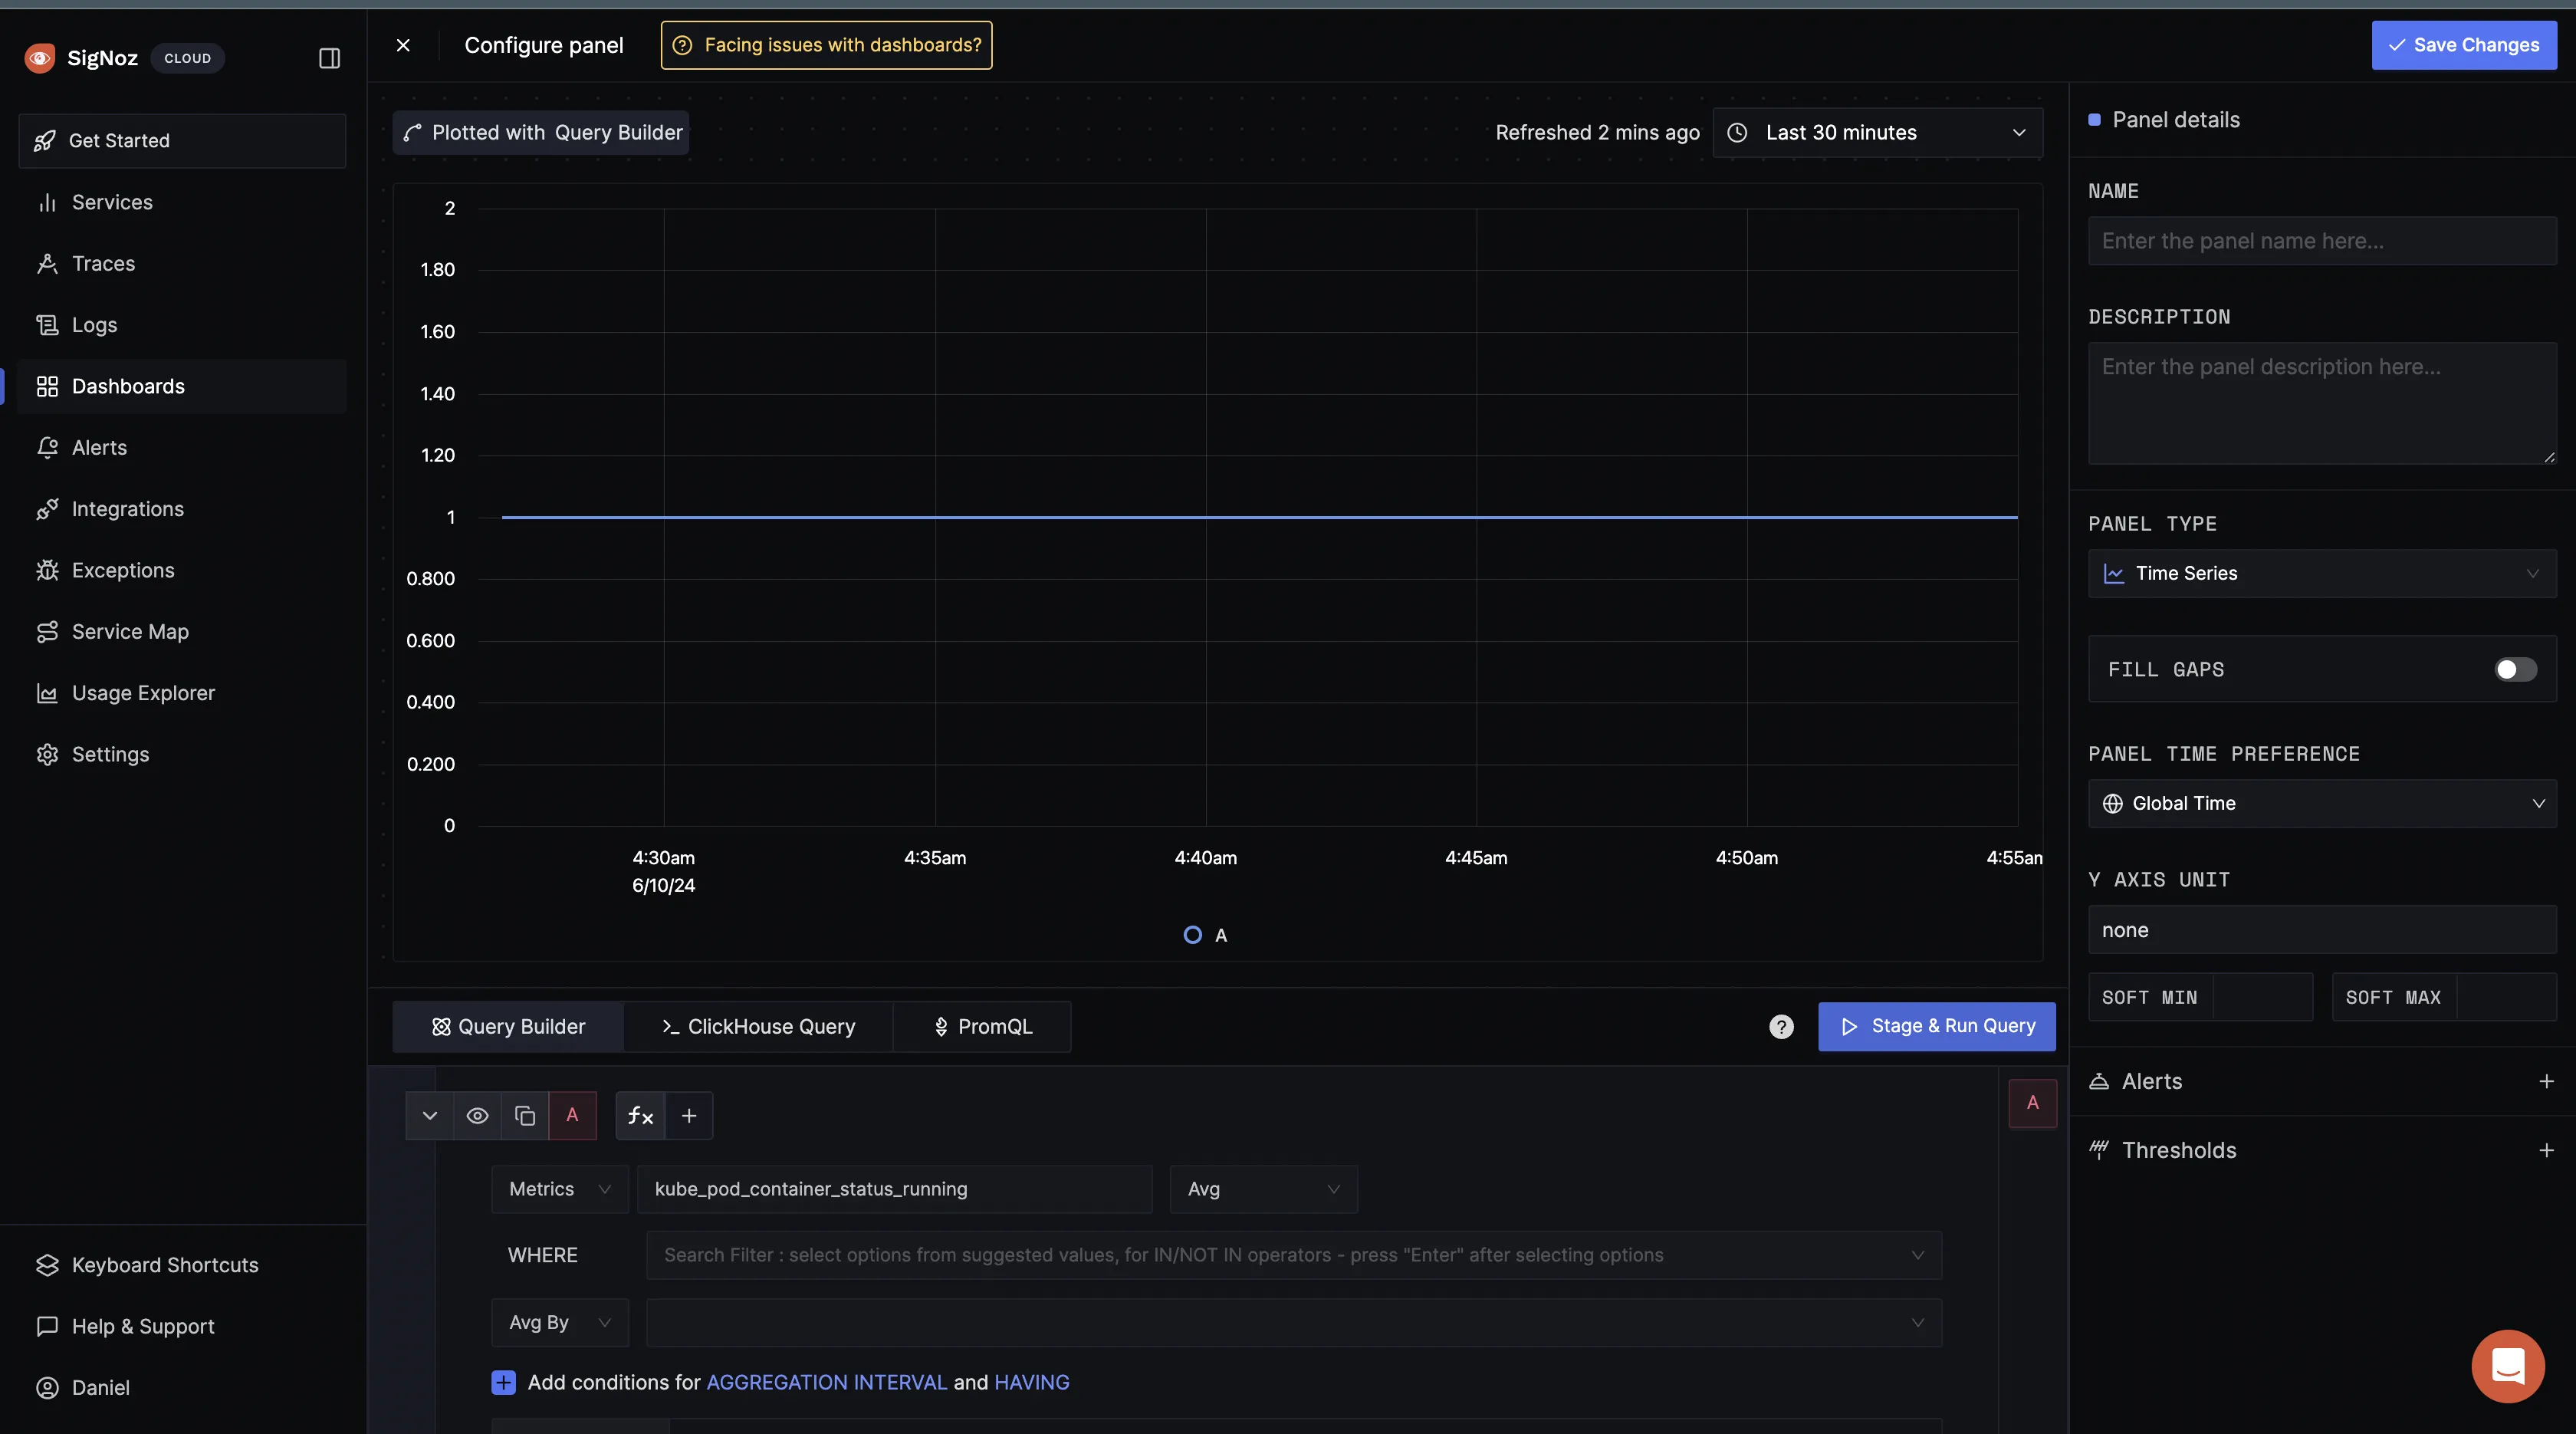 SigNoz CLOUD
Get Started
Services
Traces
Logs
Dashboards
Alerts
Integrations
Exceptions
Service Map
Usage Explorer
Settings
Keyboard Shortcuts
Help & Support
Daniel
Configure panel
Facing issues with dashboards?
Save Changes
Plotted with Query Builder
Refreshed 2 mins ago
Last 30 minutes
2
1.80
1.60
1.40
1.20
1
0.800
0.600
0.400
0.200
0
4:30am 4:35am 4:40am 4:45am 4:50am 4:55am
6/10/24
A
Query Builder
ClickHouse Query
PromQL
?
Stage & Run Query
A
fx
+
A
Metrics
kube_pod_container_status_running
Avg
WHERE
Search Filter : select options from suggested values, for IN/NOT IN operators - press "Enter" after selecting options
Avg By
Add conditions for AGGREGATION INTERVAL and HAVING
Panel details
NAME
Enter the panel name here...
DESCRIPTION
Enter the panel description here...
PANEL TYPE
Time Series
FILL GAPS
PANEL TIME PREFERENCE
Global Time
Y AXIS UNIT
none
SOFT MIN
SOFT MAX
Alerts
Thresholds